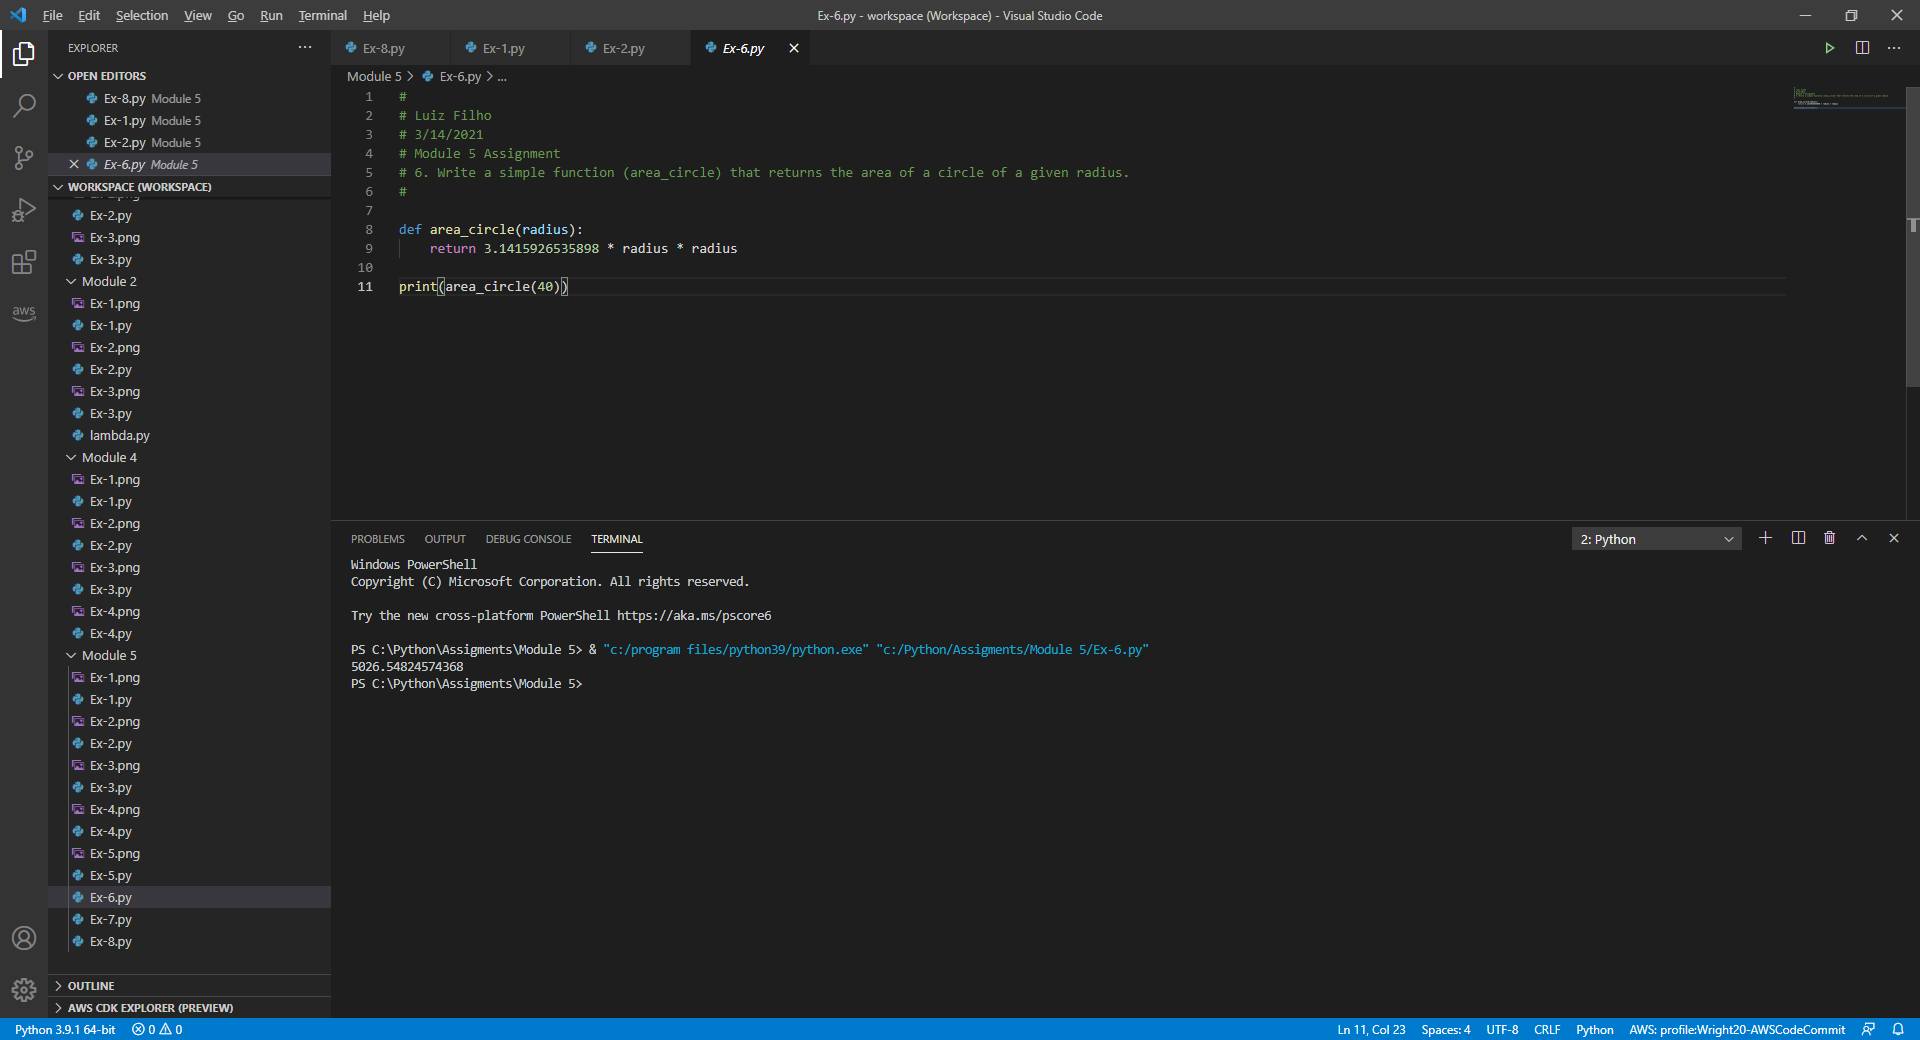 File Edit Selection View Go Run Terminal Help
Ex-6.py - workspace (Workspace) - Visual Studio Code
EXPLORER
OPEN EDITORS
Ex-8.py Module 5
Ex-1.py Module 5
Ex-2.py Module 5
Ex-6.py Module 5
WORKSPACE (WORKSPACE)
Ex-2.py
Ex-3.png
Ex-3.py
Module 2
Ex-1.png
Ex-1.py
Ex-2.png
Ex-2.py
Ex-3.png
Ex-3.py
lambda.py
Module 4
Ex-1.png
Ex-1.py
Ex-2.png
Ex-2.py
Ex-3.png
Ex-3.py
Ex-4.png
Ex-4.py
Module 5
Ex-1.png
Ex-1.py
Ex-2.png
Ex-2.py
Ex-3.png
Ex-3.py
Ex-4.png
Ex-4.py
Ex-5.png
Ex-5.py
Ex-6.py
Ex-7.py
Ex-8.py
OUTLINE
AWS CDK EXPLORER (PREVIEW)
aws
Ex-8.py Ex-1.py Ex-2.py Ex-6.py
Module 5 > Ex-6.py > ...
1 #
2 # Luiz Filho
3 # 3/14/2021
4 # Module 5 Assignment
5 # 6. Write a simple function (area_circle) that returns the area of a circle of a given radius.
6 #
7
8 def area_circle(radius):
9 return 3.1415926535898 * radius * radius
10
11 print(area_circle(40))
PROBLEMS OUTPUT DEBUG CONSOLE TERMINAL
2: Python
Windows PowerShell
Copyright (C) Microsoft Corporation. All rights reserved.
Try the new cross-platform PowerShell https://aka.ms/pscore6
PS C:\Python\Assigments\Module 5> & "c:/program files/python39/python.exe" "c:/Python/Assigments/Module 5/Ex-6.py"
5026.54824574368
PS C:\Python\Assigments\Module 5>
Python 3.9.1 64-bit 0 0
Ln 11, Col 23 Spaces: 4 UTF-8 CRLF Python AWS: profile:Wright20-AWSCodeCommit